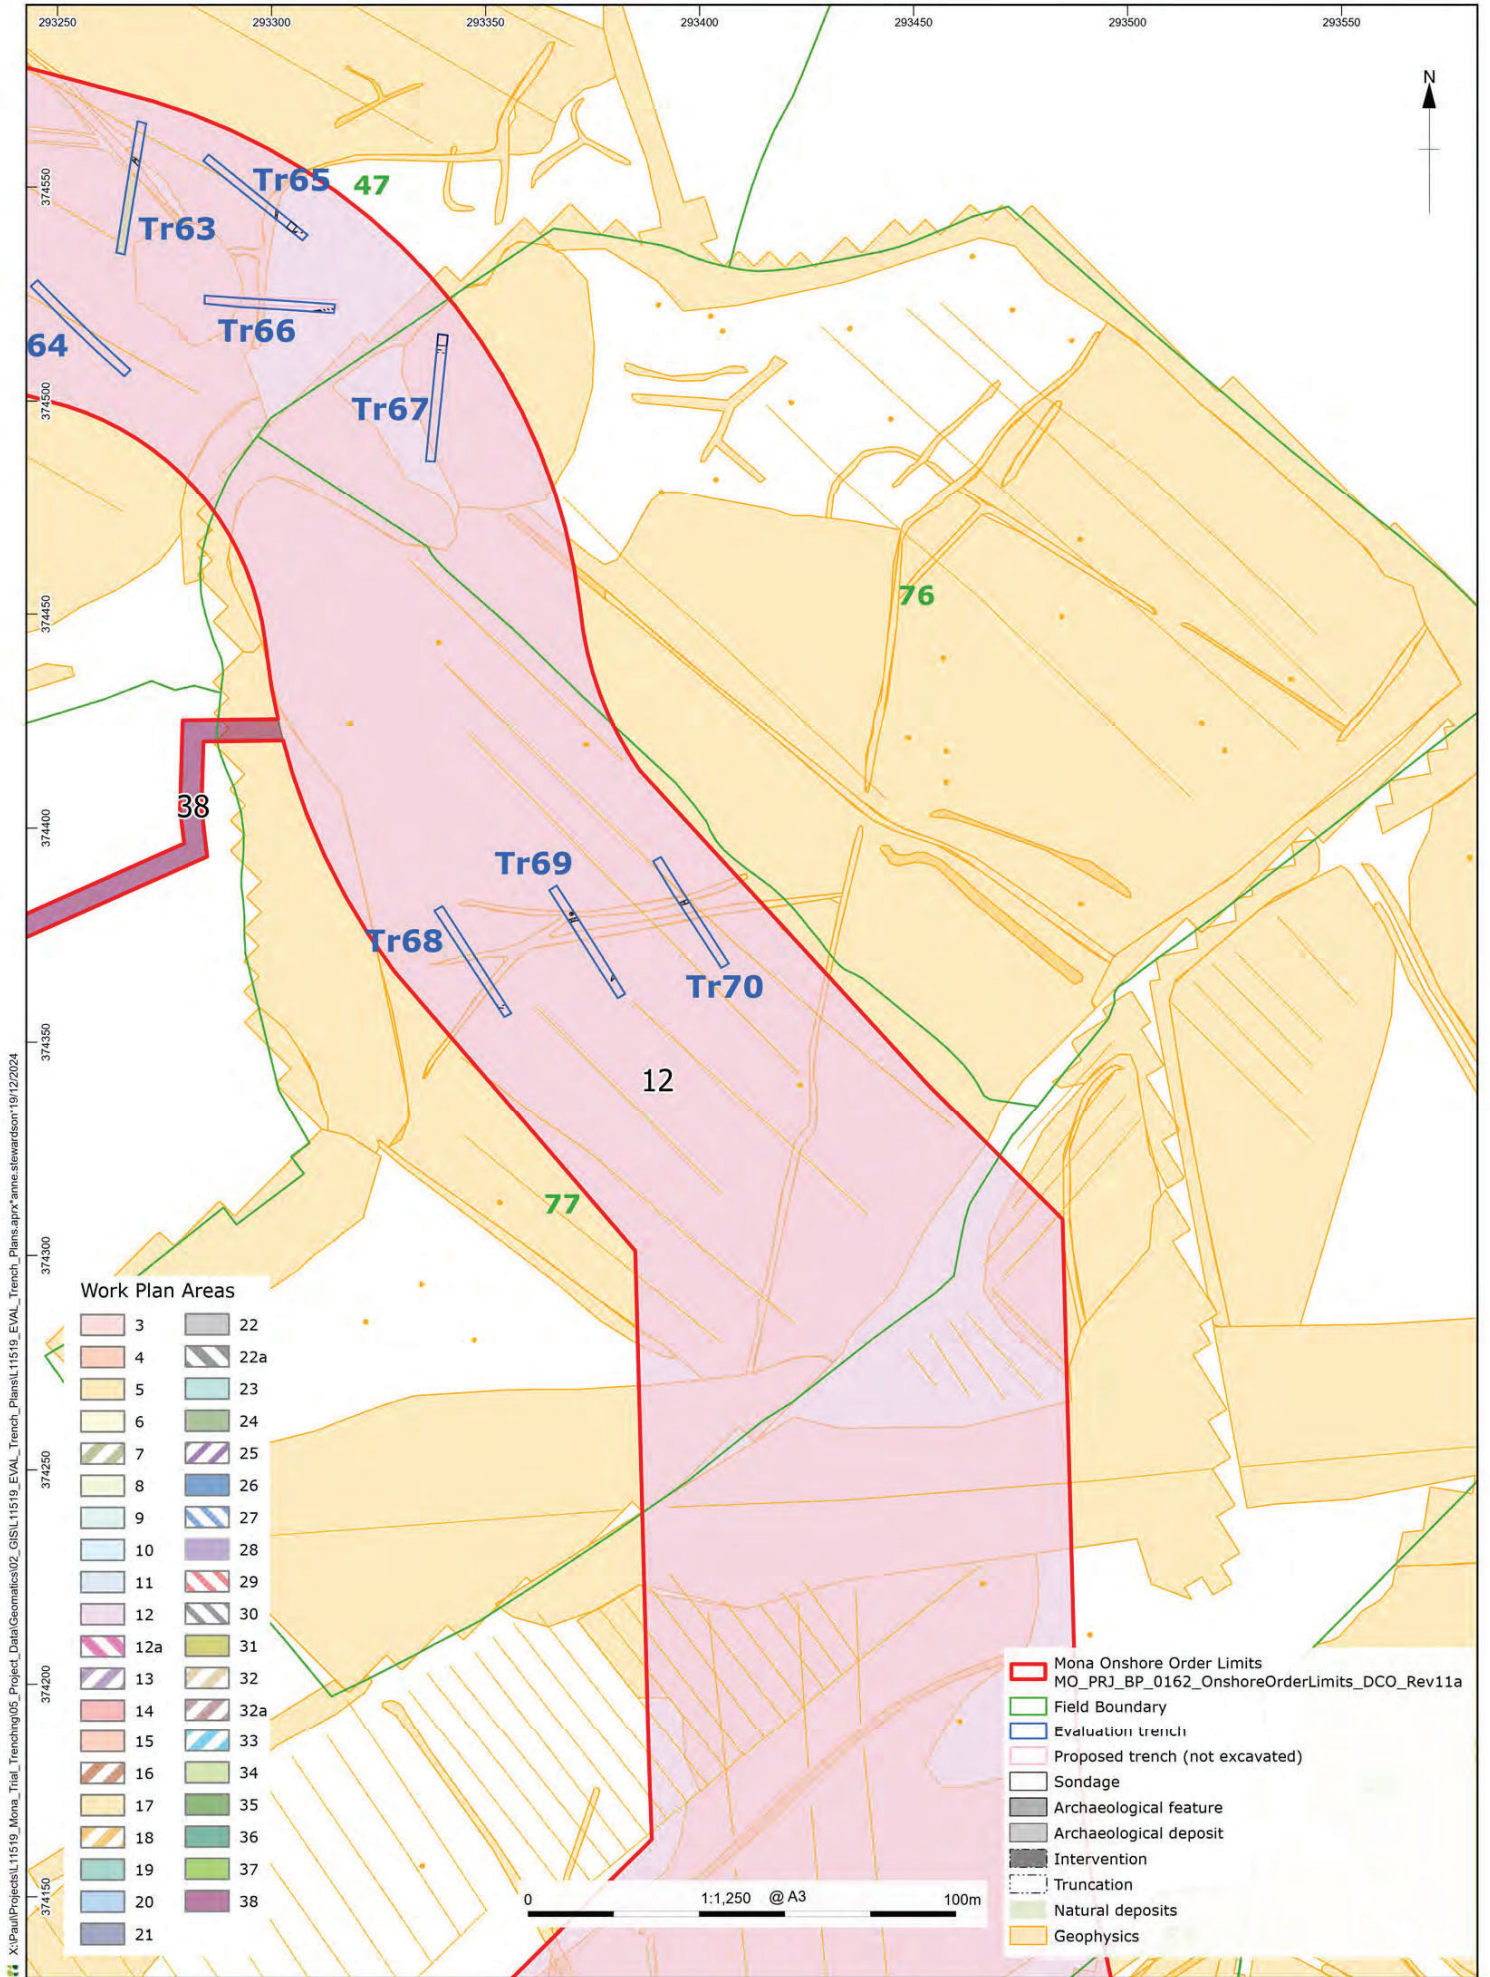 293250 293300 293350 293400 293450 293500 293550
N
374550
374500
374450
374400
374350
374300
374250
374200
374150
Tr65
47
Tr63
Tr66
64
Tr67
76
38
Tr69
Tr68
Tr70
12
77
Work Plan Areas
3
4
5
6
7
8
9
10
11
12
12a
13
14
15
16
17
18
19
20
21
22
22a
23
24
25
26
27
28
29
30
31
32
32a
33
34
35
36
37
38
Mona Onshore Order Limits
MO_PRJ_BP_0162_OnshoreOrderLimits_DCO_Rev11a
Field Boundary
Evaluation trench
Proposed trench (not excavated)
Sondage
Archaeological feature
Archaeological deposit
Intervention
Truncation
Natural deposits
Geophysics
0 1:1,250 @ A3 100m
X:\Paul\Projects\L11519_Mona_Trial_Trenching\05_Project_Data\Geomatics\02_GIS\L11519_EVAL_Trench_Plans\L11519_EVAL_Trench_Plans.aprx*anne.stewardson*19/12/2024